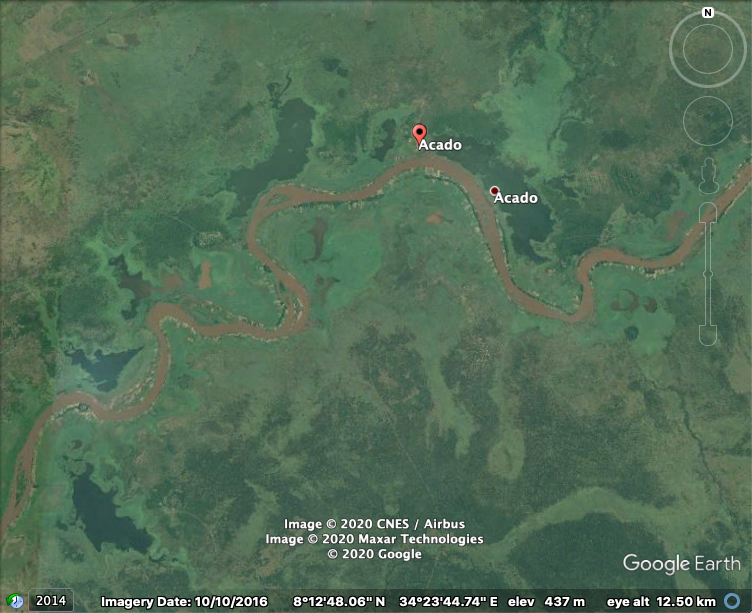 N
Acado
Acado
Image © 2020 CNES / Airbus
Image © 2020 Maxar Technologies
© 2020 Google
Google Earth
2014 Imagery Date: 10/10/2016 8°12'48.06" N 34°23'44.74" E elev 437 m eye alt 12.50 km